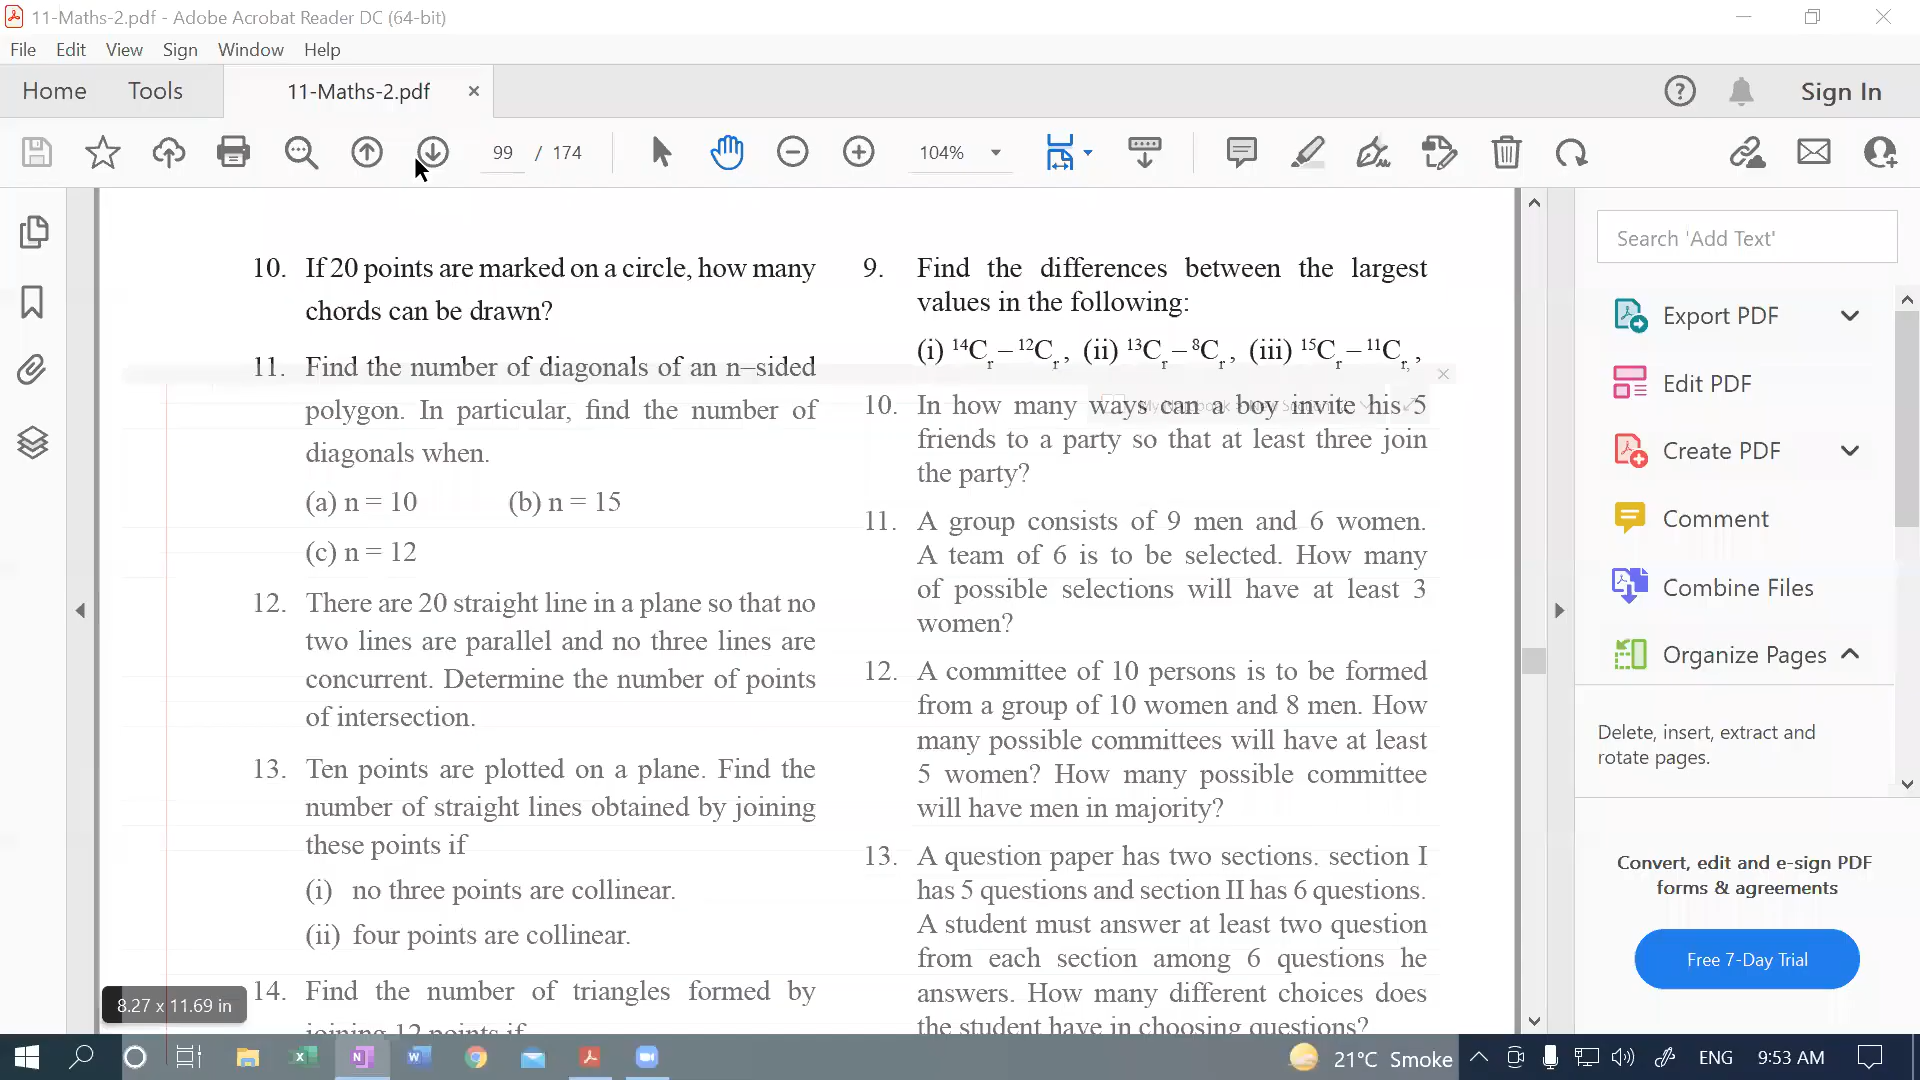 11-Maths-2.pdf - Adobe Acrobat Reader DC (64-bit)
File Edit View Sign Window Help
Home Tools 11-Maths-2.pdf × Sign In
99 / 174 104%
10. If 20 points are marked on a circle, how many
chords can be drawn?
11. Find the number of diagonals of an n–sided
polygon. In particular, find the number of
diagonals when.
(a) n = 10 (b) n = 15
(c) n = 12
12. There are 20 straight line in a plane so that no
two lines are parallel and no three lines are
concurrent. Determine the number of points
of intersection.
13. Ten points are plotted on a plane. Find the
number of straight lines obtained by joining
these points if
(i) no three points are collinear.
(ii) four points are collinear.
14. Find the number of triangles formed by
joining 12 points if
8.27 x 11.69 in
9. Find the differences between the largest
values in the following:
(i) ¹⁴Cᵣ – ¹²Cᵣ, (ii) ¹³Cᵣ – ⁸Cᵣ, (iii) ¹⁵Cᵣ – ¹¹Cᵣ, ,
10. In how many ways can a boy invite his 5
friends to a party so that at least three join
the party?
11. A group consists of 9 men and 6 women.
A team of 6 is to be selected. How many
of possible selections will have at least 3
women?
12. A committee of 10 persons is to be formed
from a group of 10 women and 8 men. How
many possible committees will have at least
5 women? How many possible committee
will have men in majority?
13. A question paper has two sections. section I
has 5 questions and section II has 6 questions.
A student must answer at least two question
from each section among 6 questions he
answers. How many different choices does
the student have in choosing questions?
Search 'Add Text'
Export PDF
Edit PDF
Create PDF
Comment
Combine Files
Organize Pages
Delete, insert, extract and
rotate pages.
Convert, edit and e-sign PDF
forms & agreements
Free 7-Day Trial
21°C Smoke ENG 9:53 AM